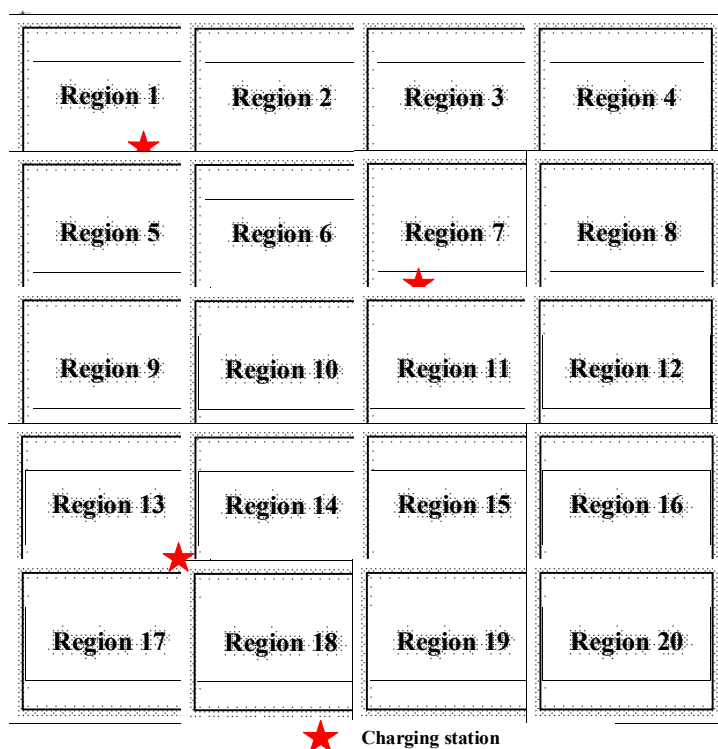 Region 1 Region 2 Region 3 Region 4
Region 5 Region 6 Region 7 Region 8
Region 9 Region 10 Region 11 Region 12
Region 13 Region 14 Region 15 Region 16
Region 17 Region 18 Region 19 Region 20
Charging station